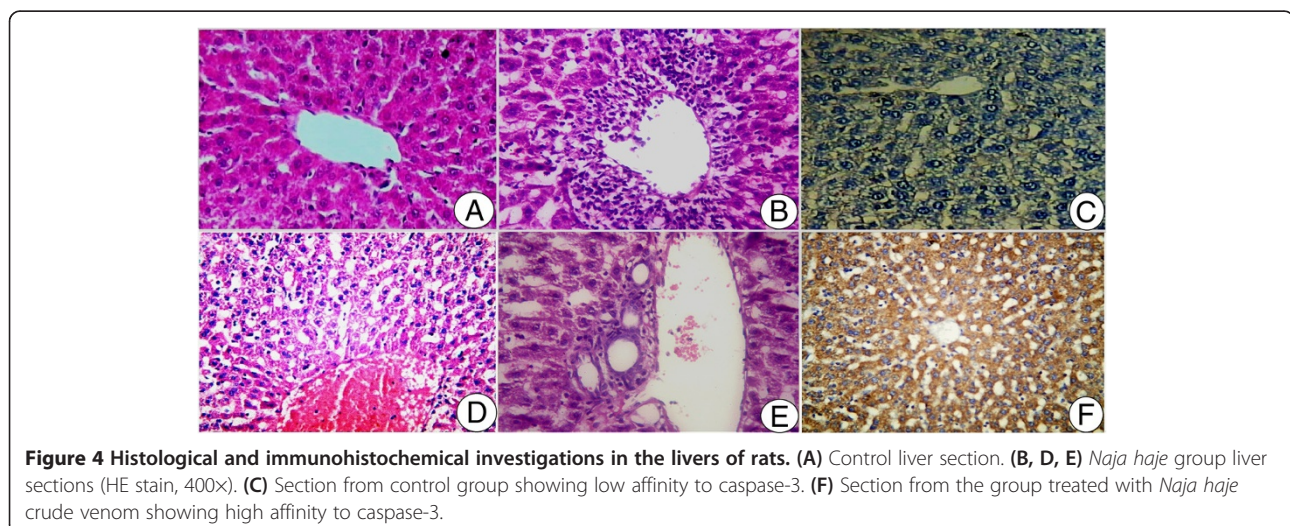 A
B
C
D
E
F
Figure 4 Histological and immunohistochemical investigations in the livers of rats. (A) Control liver section. (B, D, E) Naja haje group liver
sections (HE stain, 400×). (C) Section from control group showing low affinity to caspase-3. (F) Section from the group treated with Naja haje
crude venom showing high affinity to caspase-3.